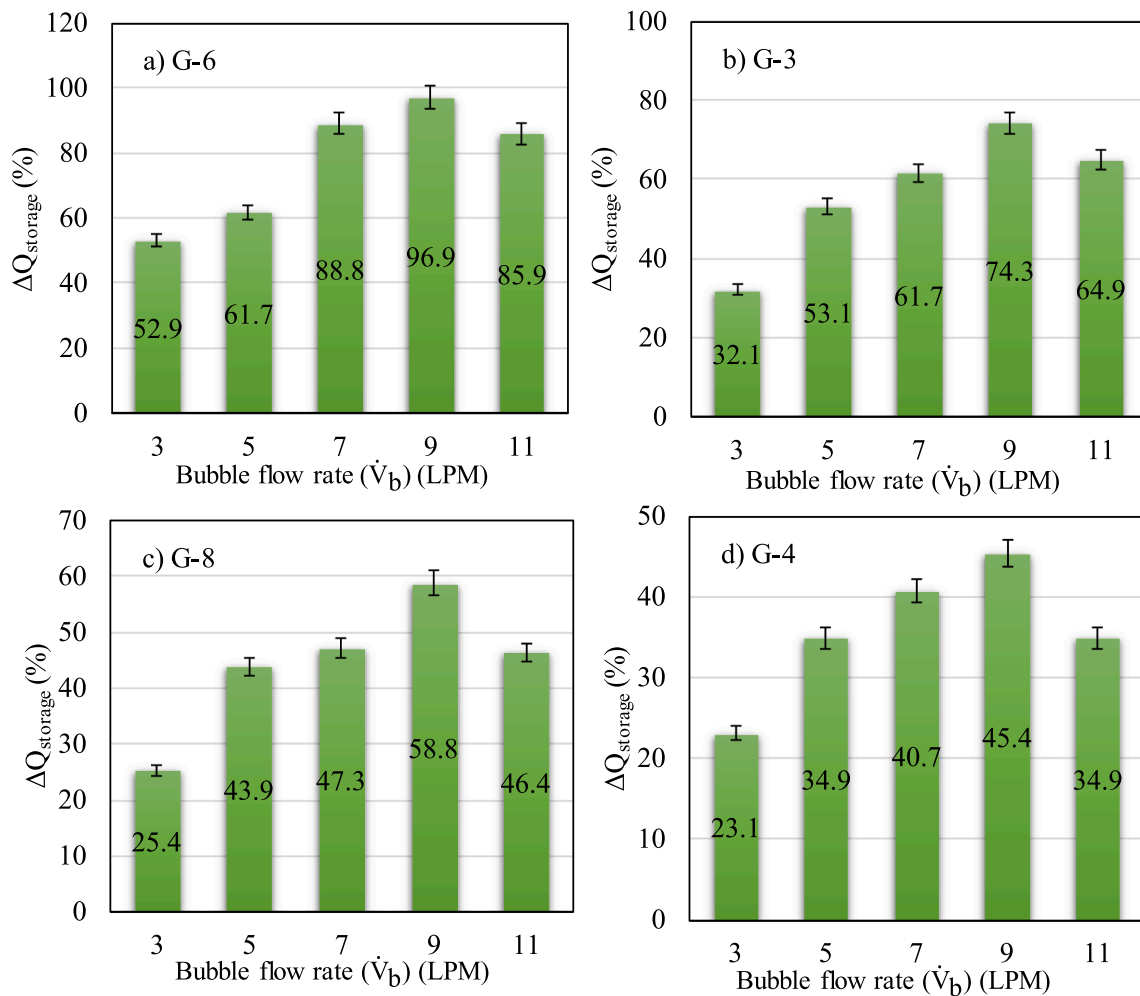 a) G-6
ΔQstorage (%)
120
100
80
60
40
20
0
52.9
61.7
88.8
96.9
85.9
3 5 7 9 11
Bubble flow rate (V̇b) (LPM)
b) G-3
ΔQstorage (%)
100
80
60
40
20
0
32.1
53.1
61.7
74.3
64.9
3 5 7 9 11
Bubble flow rate (V̇b) (LPM)
c) G-8
ΔQstorage (%)
70
60
50
40
30
20
10
0
25.4
43.9
47.3
58.8
46.4
3 5 7 9 11
Bubble flow rate (V̇b) (LPM)
d) G-4
ΔQstorage (%)
50
40
30
20
10
0
23.1
34.9
40.7
45.4
34.9
3 5 7 9 11
Bubble flow rate (V̇b) (LPM)